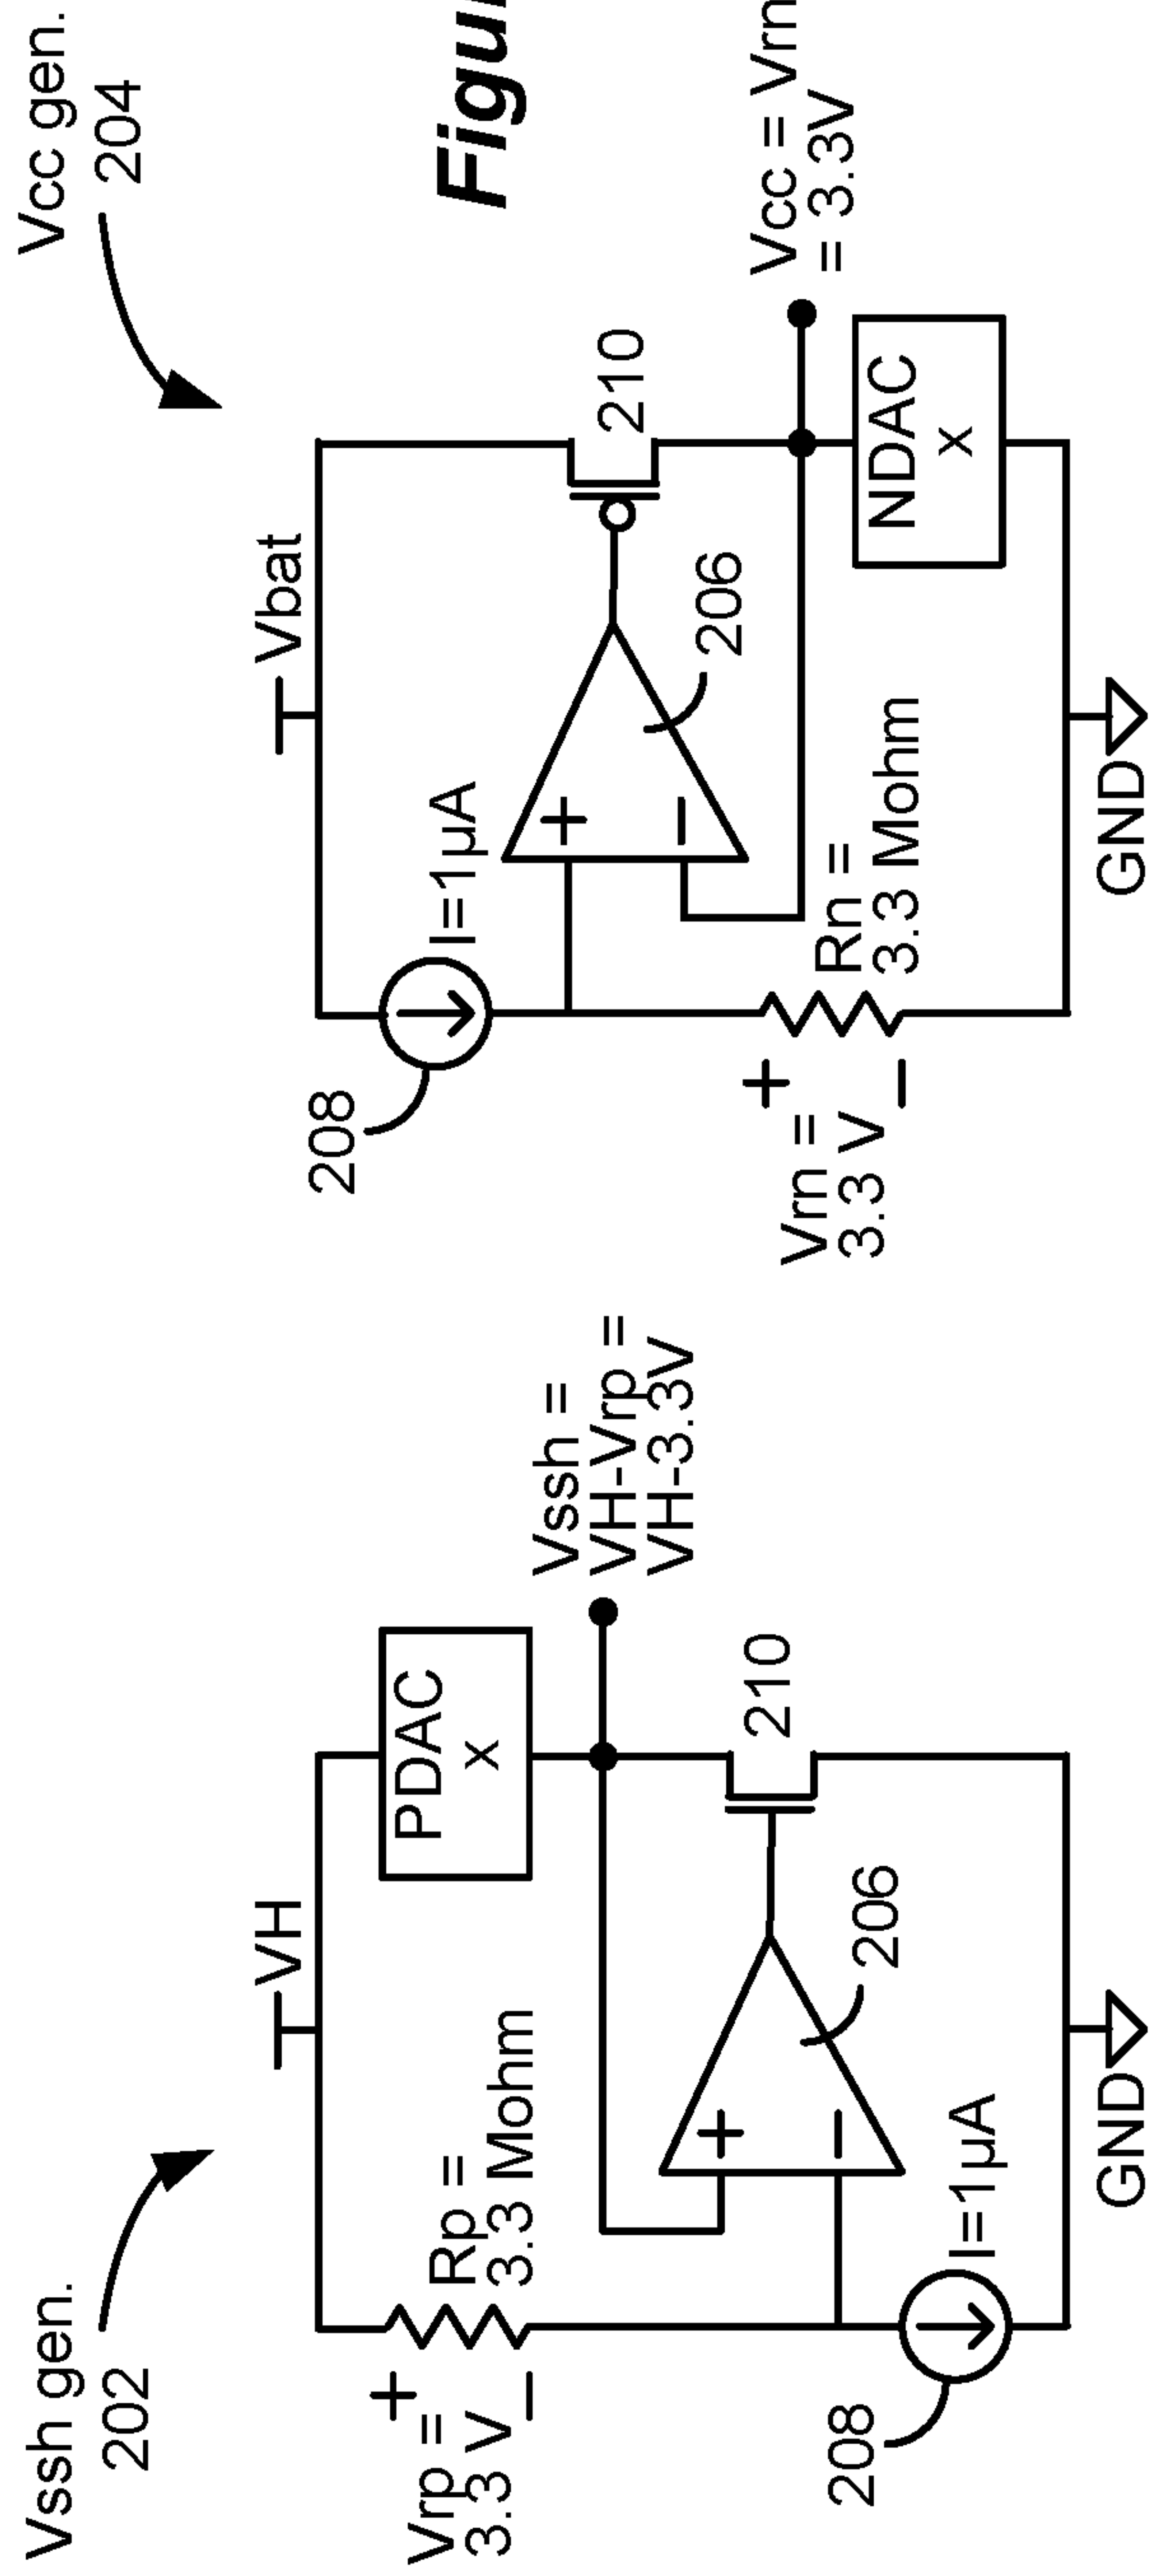 Vssh gen.
202
VH
Vrp =
3.3 V
+
−
Rp =
3.3 Mohm
PDAC
x
Vssh =
VH-Vrp =
VH-3.3V
+
−
206
210
208
I=1µA
GND
Vcc gen.
204
Vbat
208
I=1µA
+
−
206
210
Vrn =
3.3 V
+
−
Rn =
3.3 Mohm
NDAC
x
Vcc = Vrn
= 3.3V
GND